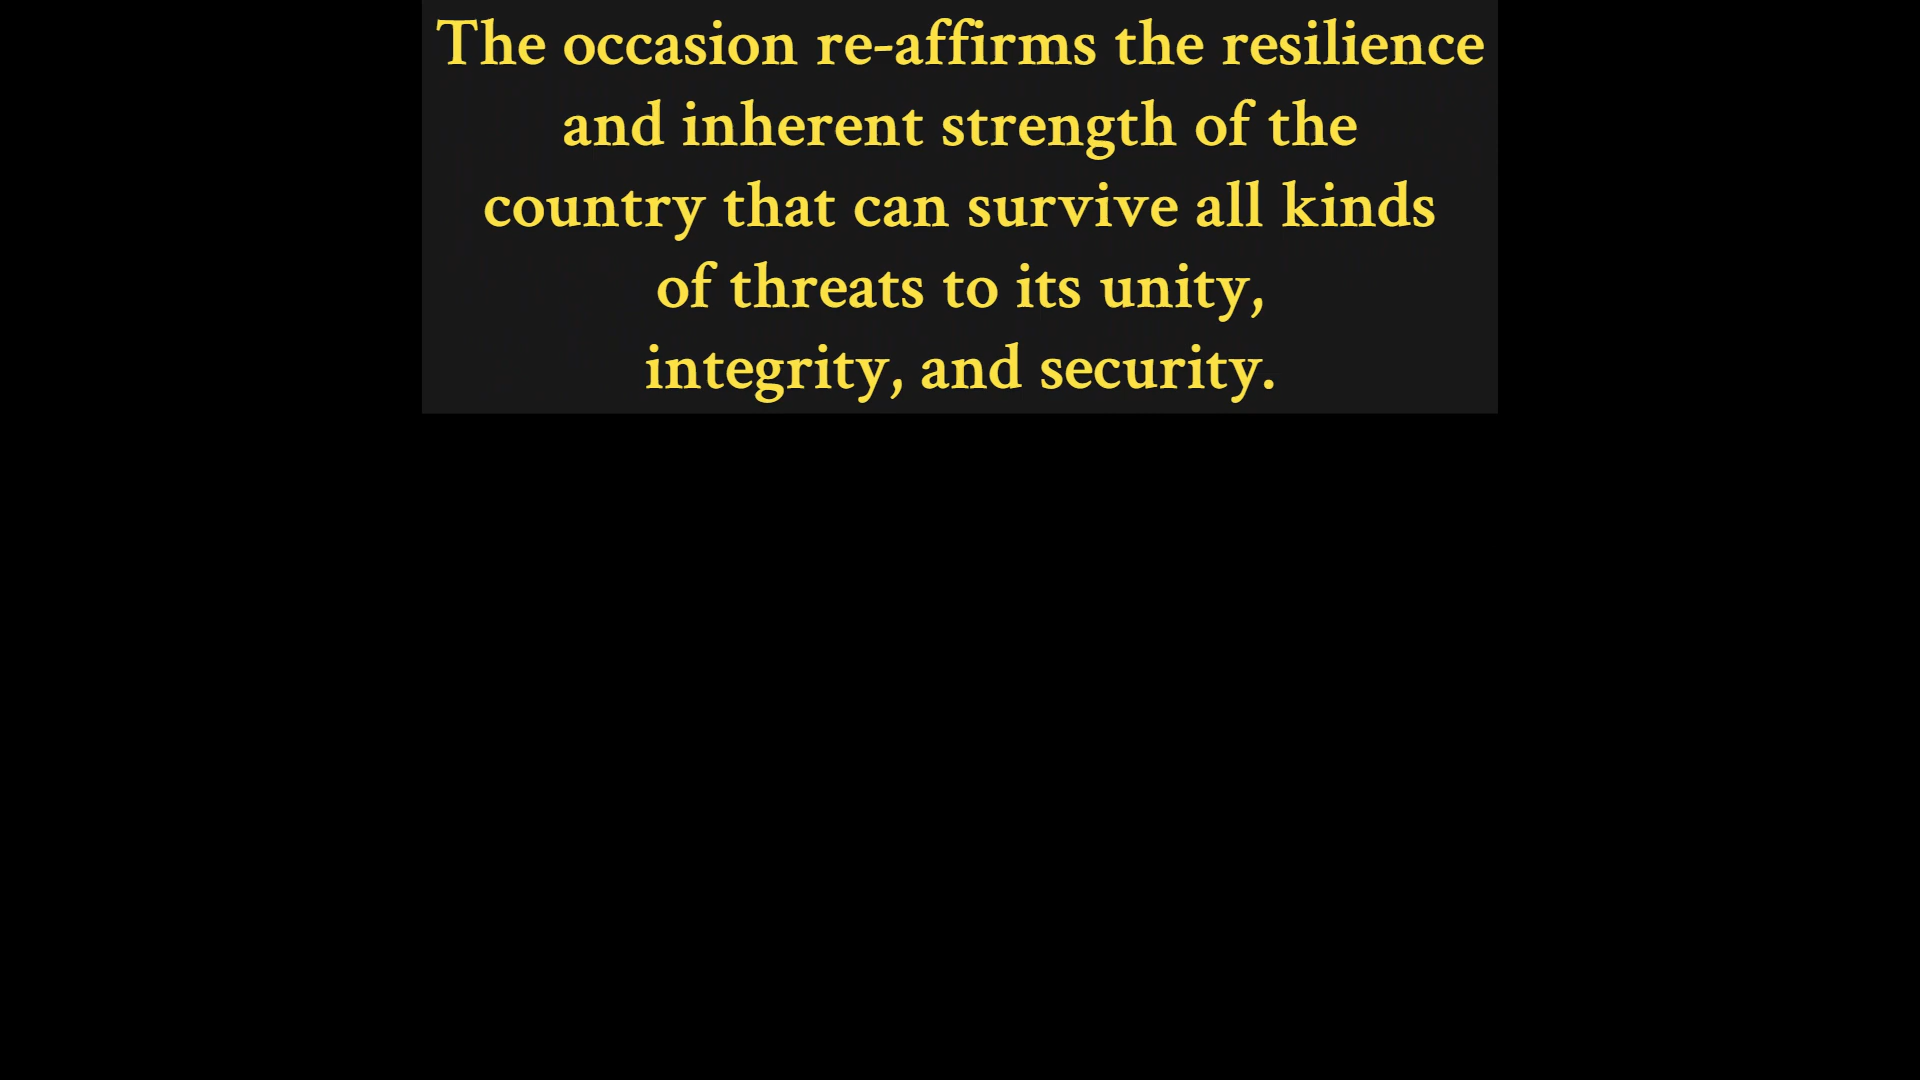 The occasion re-affirms the resilience
and inherent strength of the
country that can survive all kinds
of threats to its unity,
integrity, and security.